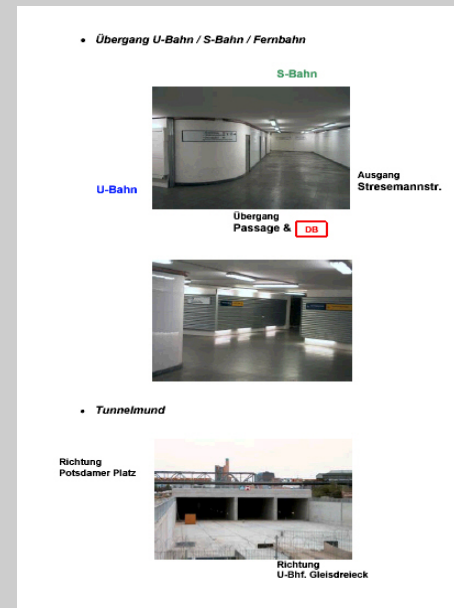 • Übergang U-Bahn / S-Bahn / Fernbahn
S-Bahn
U-Bahn
Ausgang
Stresemannstr.
Übergang
Passage & DB
• Tunnelmund
Richtung
Potsdamer Platz
Richtung
U-Bhf. Gleisdreieck